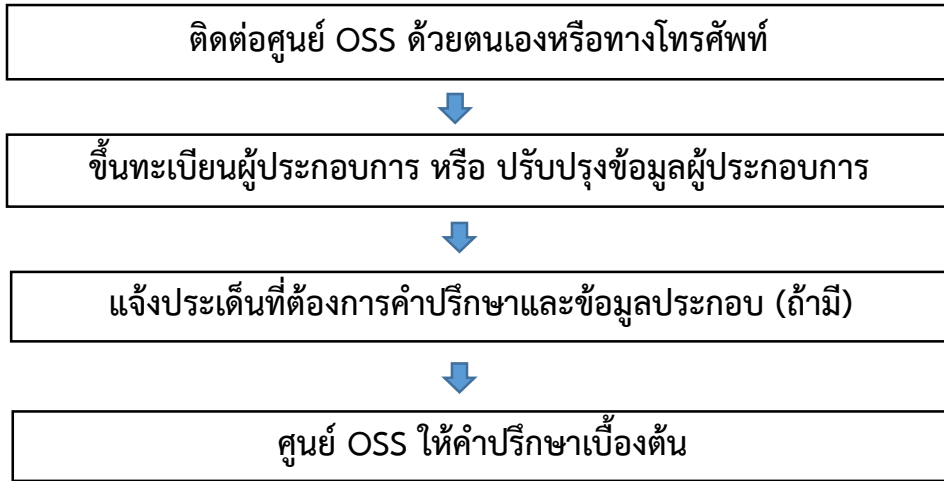 ติดต่อศูนย์ OSS ด้วยตนเองหรือทางโทรศัพท์
ขึ้นทะเบียนผู้ประกอบการ หรือ ปรับปรุงข้อมูลผู้ประกอบการ
แจ้งประเด็นที่ต้องการคำปรึกษาและข้อมูลประกอบ (ถ้ามี)
ศูนย์ OSS ให้คำปรึกษาเบื้องต้น